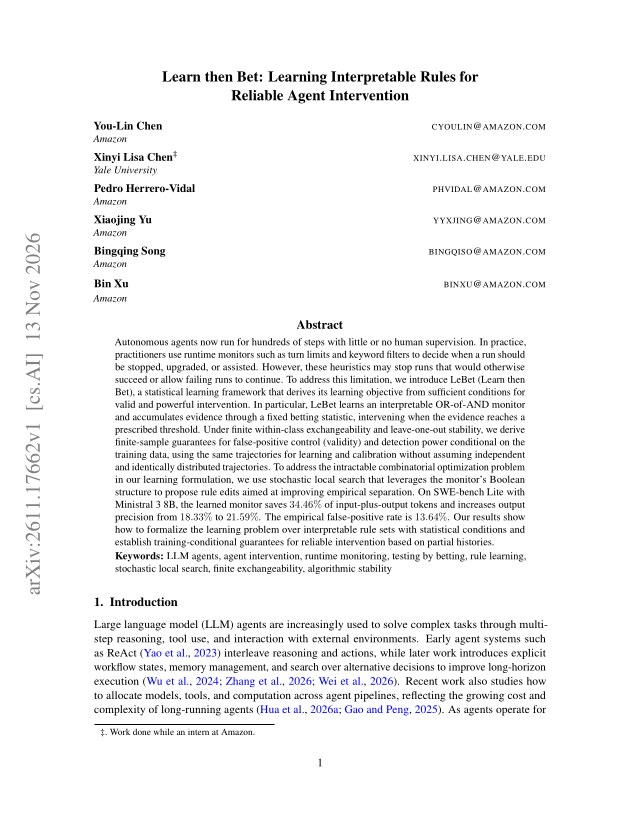 Learn then Bet: Learning Interpretable Rules for
Reliable Agent Intervention
You-Lin Chen CYOULIN@AMAZON.COM
Amazon
Xinyi Lisa Chen‡ XINYI.LISA.CHEN@YALE.EDU
Yale University
Pedro Herrero-Vidal PHVIDAL@AMAZON.COM
Amazon
Xiaojing Yu YYXJING@AMAZON.COM
Amazon
Bingqing Song BINGQISO@AMAZON.COM
Amazon
Bin Xu BINXU@AMAZON.COM
Amazon
Abstract
Autonomous agents now run for hundreds of steps with little or no human supervision. In practice,
practitioners use runtime monitors such as turn limits and keyword filters to decide when a run should
be stopped, upgraded, or assisted. However, these heuristics may stop runs that would otherwise
succeed or allow failing runs to continue. To address this limitation, we introduce LeBet (Learn then
Bet), a statistical learning framework that derives its learning objective from sufficient conditions for
valid and powerful intervention. In particular, LeBet learns an interpretable OR-of-AND monitor
and accumulates evidence through a fixed betting statistic, intervening when the evidence reaches a
prescribed threshold. Under finite within-class exchangeability and leave-one-out stability, we derive
finite-sample guarantees for false-positive control (validity) and detection power conditional on the
training data, using the same trajectories for learning and calibration without assuming independent
and identically distributed trajectories. To address the intractable combinatorial optimization problem
in our learning formulation, we use stochastic local search that leverages the monitor's Boolean
structure to propose rule edits aimed at improving empirical separation. On SWE-bench Lite with
Ministral 3 8B, the learned monitor saves 34.46% of input-plus-output tokens and increases output
precision from 18.33% to 21.59%. The empirical false-positive rate is 13.64%. Our results show
how to formalize the learning problem over interpretable rule sets with statistical conditions and
establish training-conditional guarantees for reliable intervention based on partial histories.
Keywords: LLM agents, agent intervention, runtime monitoring, testing by betting, rule learning,
stochastic local search, finite exchangeability, algorithmic stability
1. Introduction
Large language model (LLM) agents are increasingly used to solve complex tasks through multi-
step reasoning, tool use, and interaction with external environments. Early agent systems such
as ReAct (Yao et al., 2023) interleave reasoning and actions, while later work introduces explicit
workflow states, memory management, and search over alternative decisions to improve long-horizon
execution (Wu et al., 2024; Zhang et al., 2026; Wei et al., 2026). Recent work also studies how
to allocate models, tools, and computation across agent pipelines, reflecting the growing cost and
complexity of long-running agents (Hua et al., 2026a; Gao and Peng, 2025). As agents operate for
‡. Work done while an intern at Amazon.
1
arXiv:2611.17662v1 [cs.AI] 13 Nov 2026